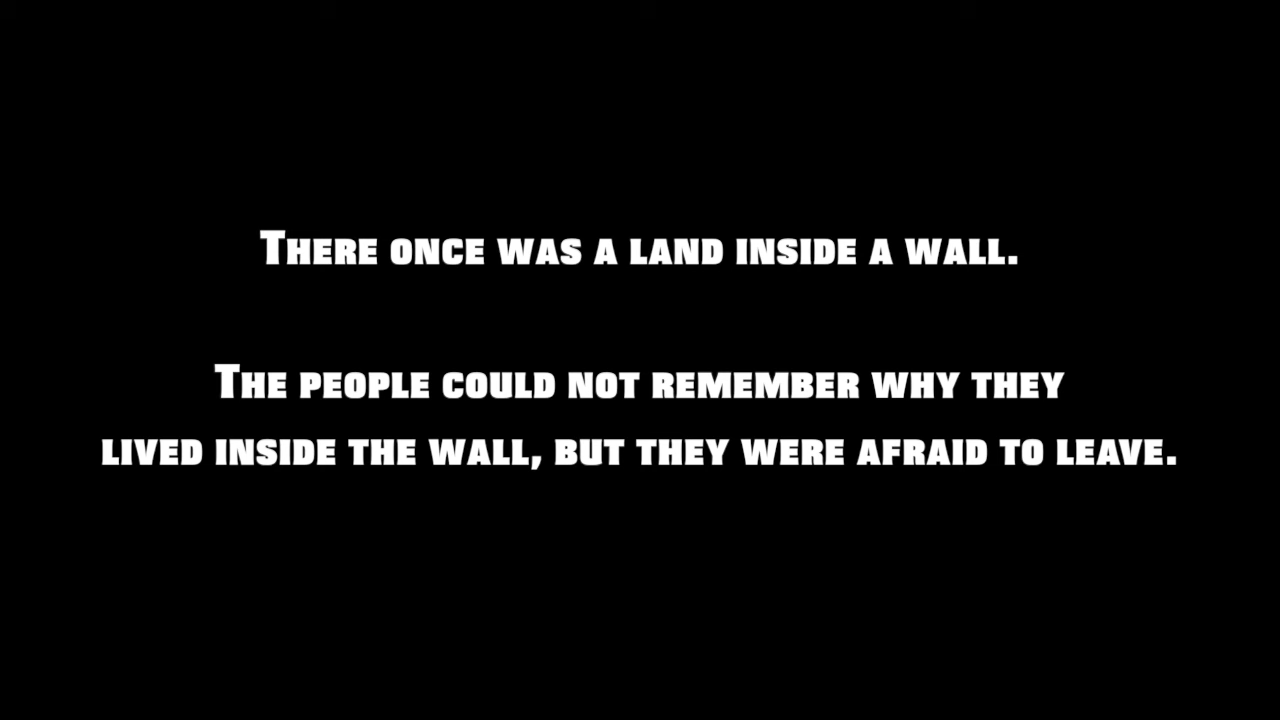 There once was a land inside a wall.
The people could not remember why they
lived inside the wall, but they were afraid to leave.